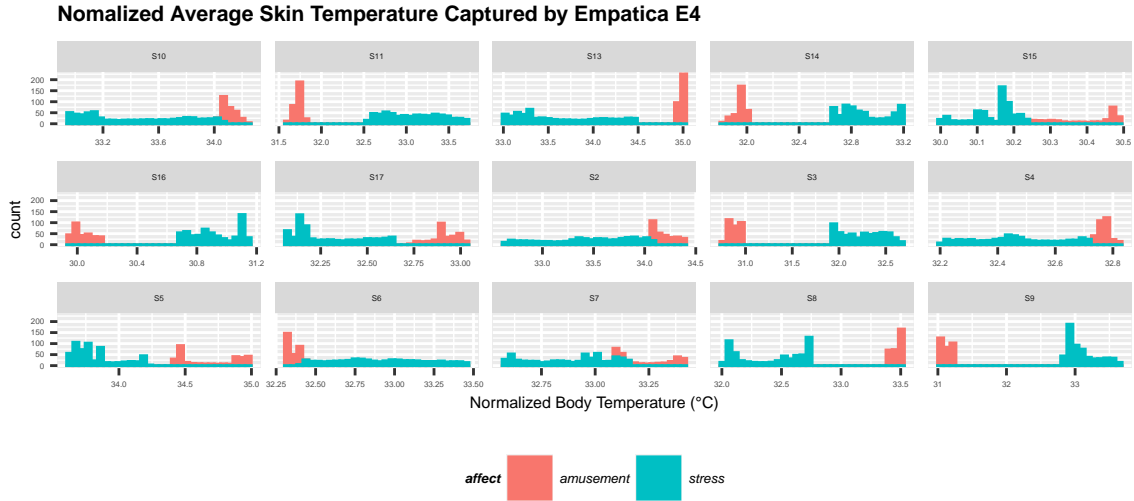 Nomalized Average Skin Temperature Captured by Empatica E4
S10 S11 S13 S14 S15
200
150
100
50
0
33.2 33.6 34.0 31.5 32.0 32.5 33.0 33.5 33.0 33.5 34.0 34.5 35.0 32.0 32.4 32.8 33.2 30.0 30.1 30.2 30.3 30.4 30.5
S16 S17 S2 S3 S4
count
200
150
100
50
0
30.0 30.4 30.8 31.2 32.25 32.50 32.75 33.00 33.0 33.5 34.0 34.5 31.0 31.5 32.0 32.5 32.2 32.4 32.6 32.8
S5 S6 S7 S8 S9
200
150
100
50
0
34.0 34.5 35.0 32.25 32.50 32.75 33.00 33.25 33.50 32.75 33.00 33.25 32.0 32.5 33.0 33.5 31 32 33
Normalized Body Temperature (°C)
affect amusement stress